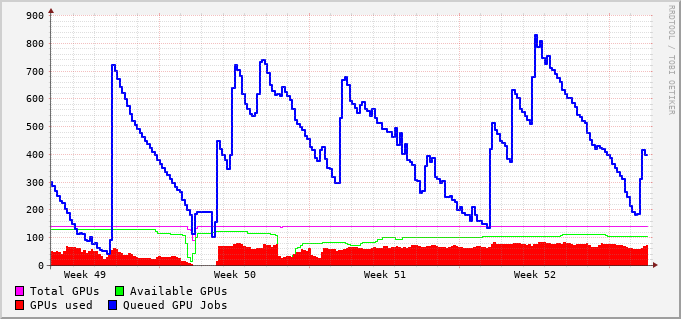 900
800
700
600
500
400
300
200
100
0
Week 49 Week 50 Week 51 Week 52
Total GPUs Available GPUs
GPUs used Queued GPU Jobs
RRDTOOL / TOBI OETIKER